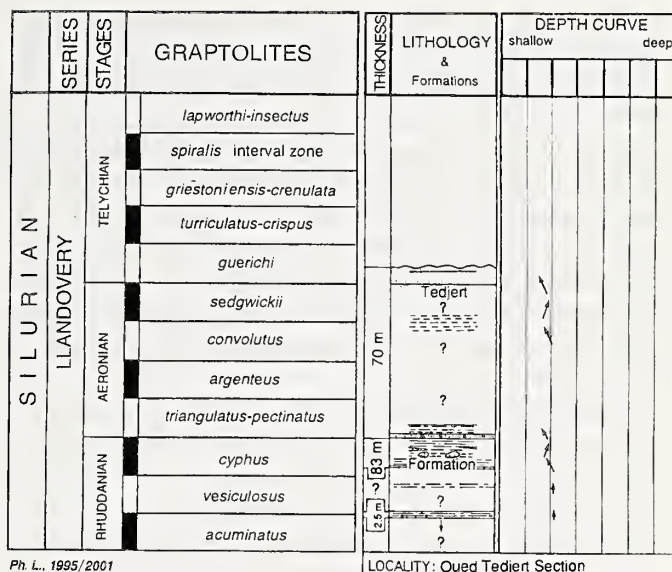 SERIES
STAGES
GRAPTOLITES
THICKNESS
LITHOLOGY
&
Formations
DEPTH CURVE
shallow deep
SILURIAN
LLANDOVERY
TELYCHIAN
lapworthi-insectus
spiralis interval zone
griestoniensis-crenulata
turriculatus-crispus
guerichi
AERONIAN
sedgwickii
convolutus
argenteus
triangulatus-pectinatus
RHUDDANIAN
cyphus
vesiculosus
acuminatus
70 m
83 m
?
2.5 m
Tedjert
?
?
?
Formation
?
?
Ph. L., 1995/2001
LOCALITY: Oued Tedjert Section